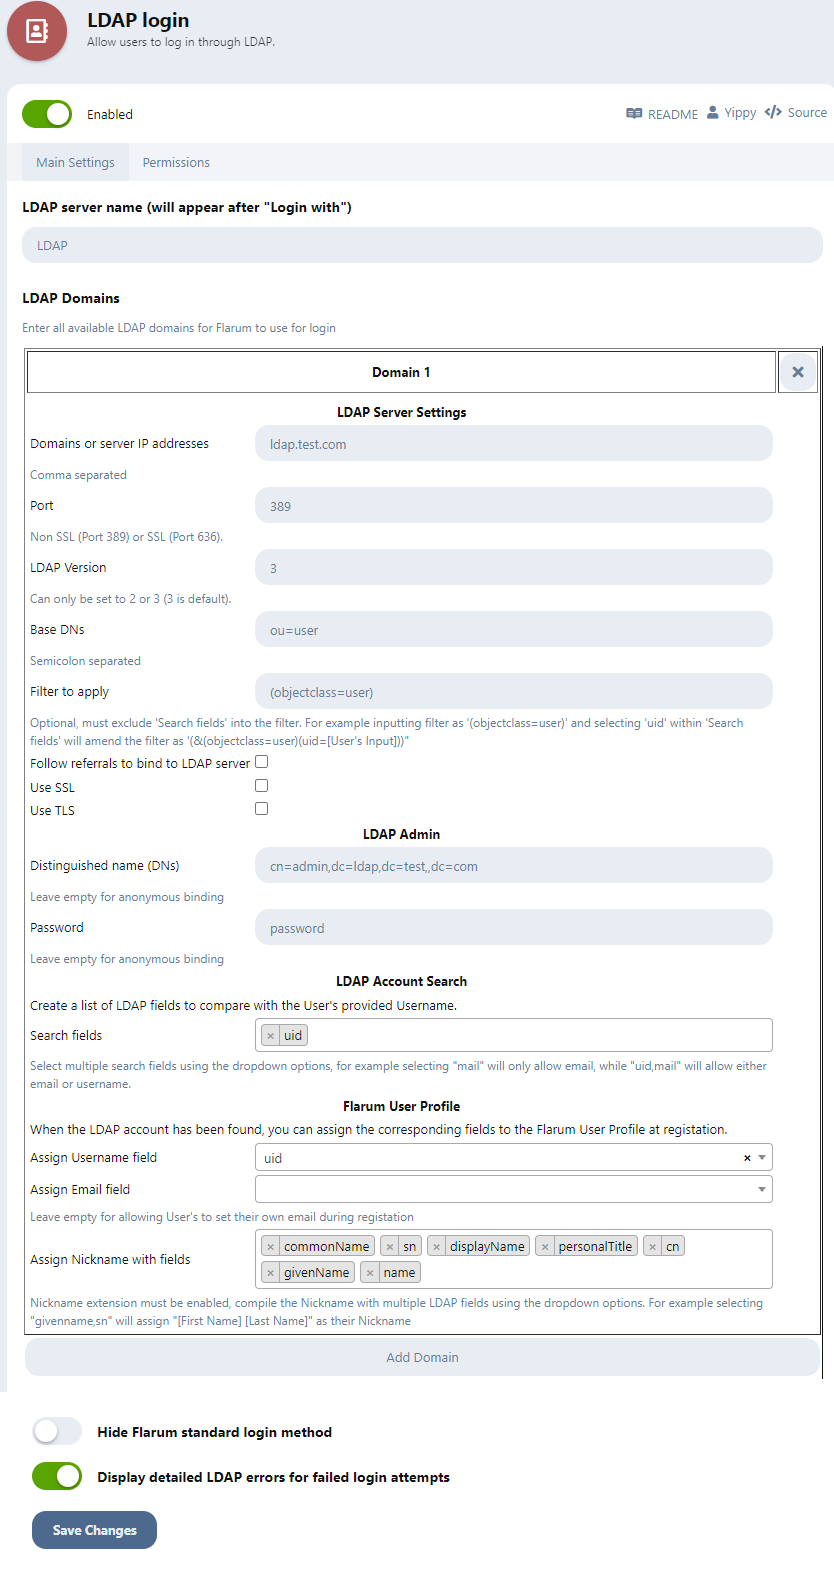 LDAP login
Allow users to log in through LDAP.
Enabled
README Yippy Source
Main Settings Permissions
LDAP server name (will appear after "Login with")
LDAP
LDAP Domains
Enter all available LDAP domains for Flarum to use for login
Domain 1
LDAP Server Settings
Domains or server IP addresses ldap.test.com
Comma separated
Port 389
Non SSL (Port 389) or SSL (Port 636).
LDAP Version 3
Can only be set to 2 or 3 (3 is default).
Base DNs ou=user
Semicolon separated
Filter to apply (objectclass=user)
Optional, must exclude 'Search fields' into the filter. For example inputting filter as '(objectclass=user)' and selecting 'uid' within 'Search
fields' will amend the filter as '(&(objectclass=user)(uid=[User's Input]))"
Follow referrals to bind to LDAP server
Use SSL
Use TLS
LDAP Admin
Distinguished name (DNs) cn=admin,dc=ldap,dc=test,,dc=com
Leave empty for anonymous binding
Password password
Leave empty for anonymous binding
LDAP Account Search
Create a list of LDAP fields to compare with the User's provided Username.
Search fields × uid
Select multiple search fields using the dropdown options, for example selecting "mail" will only allow email, while "uid,mail" will allow either
email or username.
Flarum User Profile
When the LDAP account has been found, you can assign the corresponding fields to the Flarum User Profile at registation.
Assign Username field uid ×
Assign Email field
Leave empty for allowing User's to set their own email during registation
Assign Nickname with fields × commonName × sn × displayName × personalTitle × cn
× givenName × name
Nickname extension must be enabled, compile the Nickname with multiple LDAP fields using the dropdown options. For example selecting
"givenname,sn" will assign "[First Name] [Last Name]" as their Nickname
Add Domain
Hide Flarum standard login method
Display detailed LDAP errors for failed login attempts
Save Changes